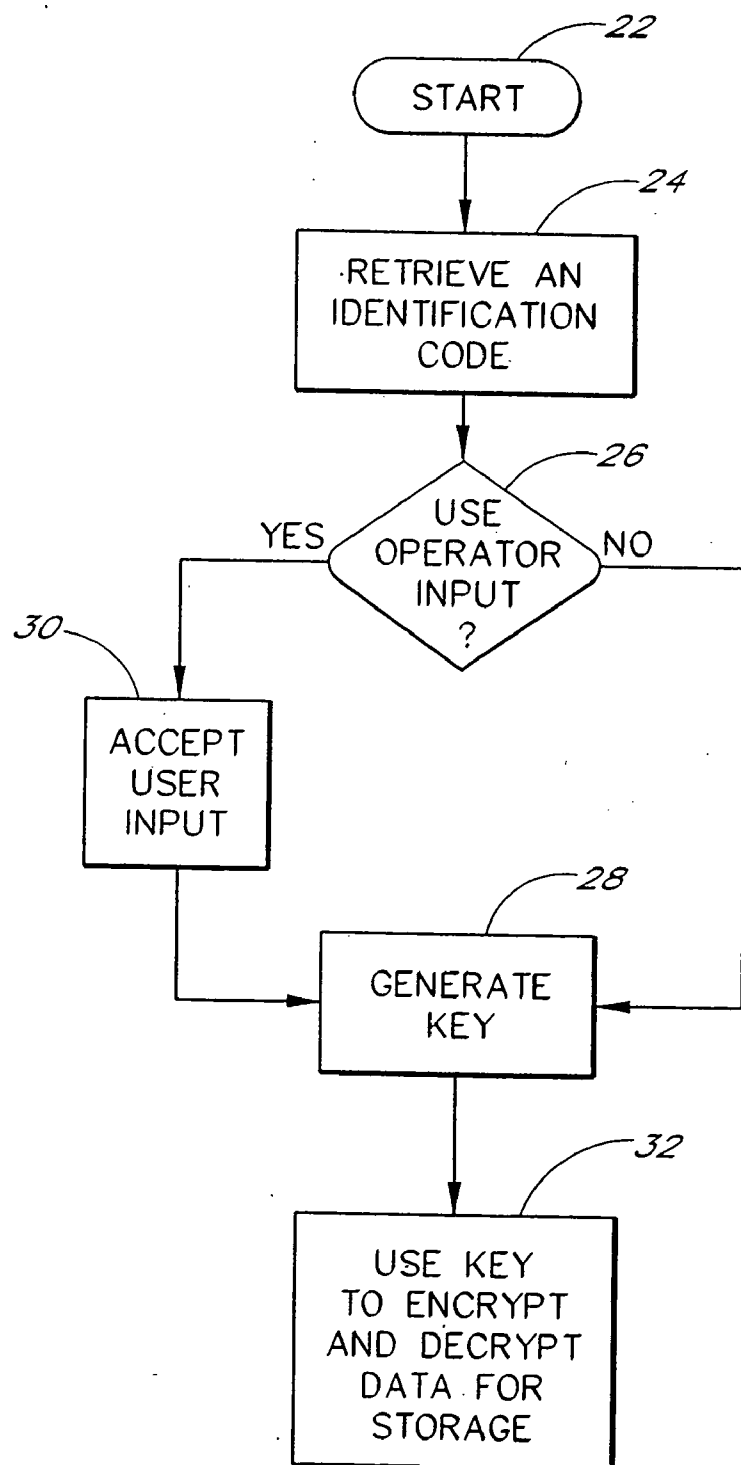 22
START
24
RETRIEVE AN
IDENTIFICATION
CODE
26
USE
OPERATOR
INPUT
?
YES
NO
30
ACCEPT
USER
INPUT
28
GENERATE
KEY
32
USE KEY
TO ENCRYPT
AND DECRYPT
DATA FOR
STORAGE